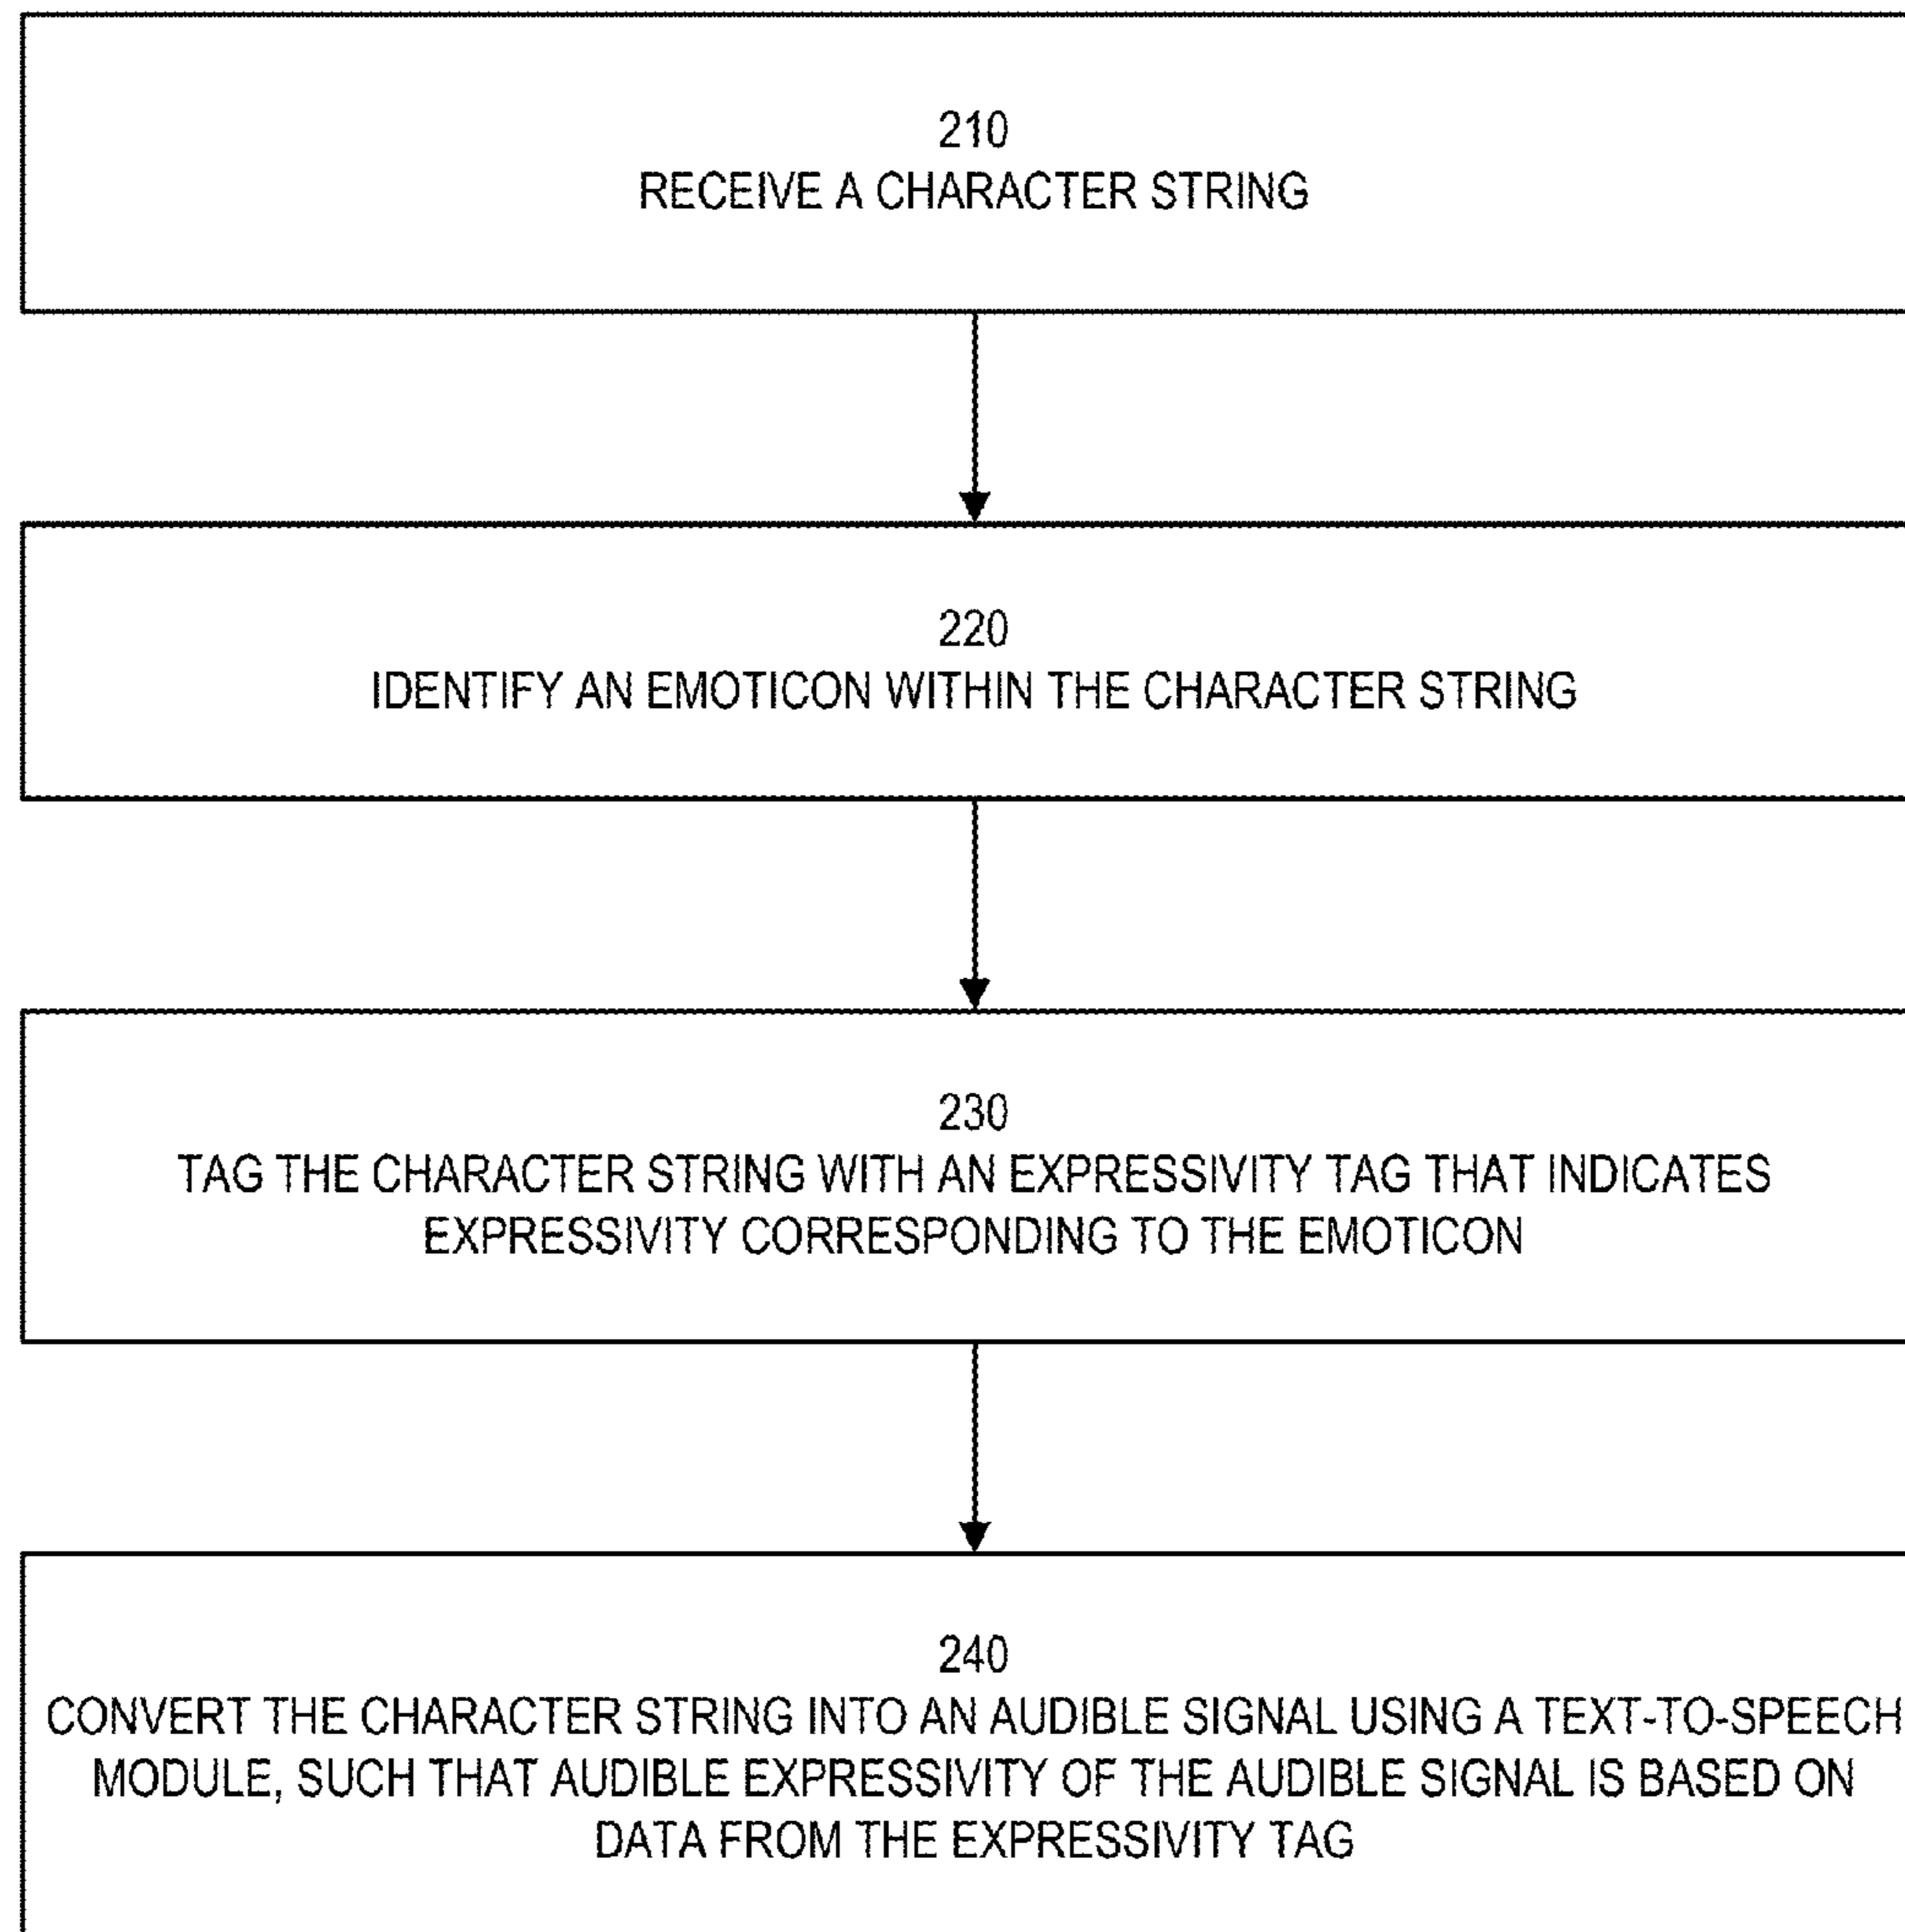 210
RECEIVE A CHARACTER STRING
220
IDENTIFY AN EMOTICON WITHIN THE CHARACTER STRING
230
TAG THE CHARACTER STRING WITH AN EXPRESSIVITY TAG THAT INDICATES
EXPRESSIVITY CORRESPONDING TO THE EMOTICON
240
CONVERT THE CHARACTER STRING INTO AN AUDIBLE SIGNAL USING A TEXT-TO-SPEECH
MODULE, SUCH THAT AUDIBLE EXPRESSIVITY OF THE AUDIBLE SIGNAL IS BASED ON
DATA FROM THE EXPRESSIVITY TAG